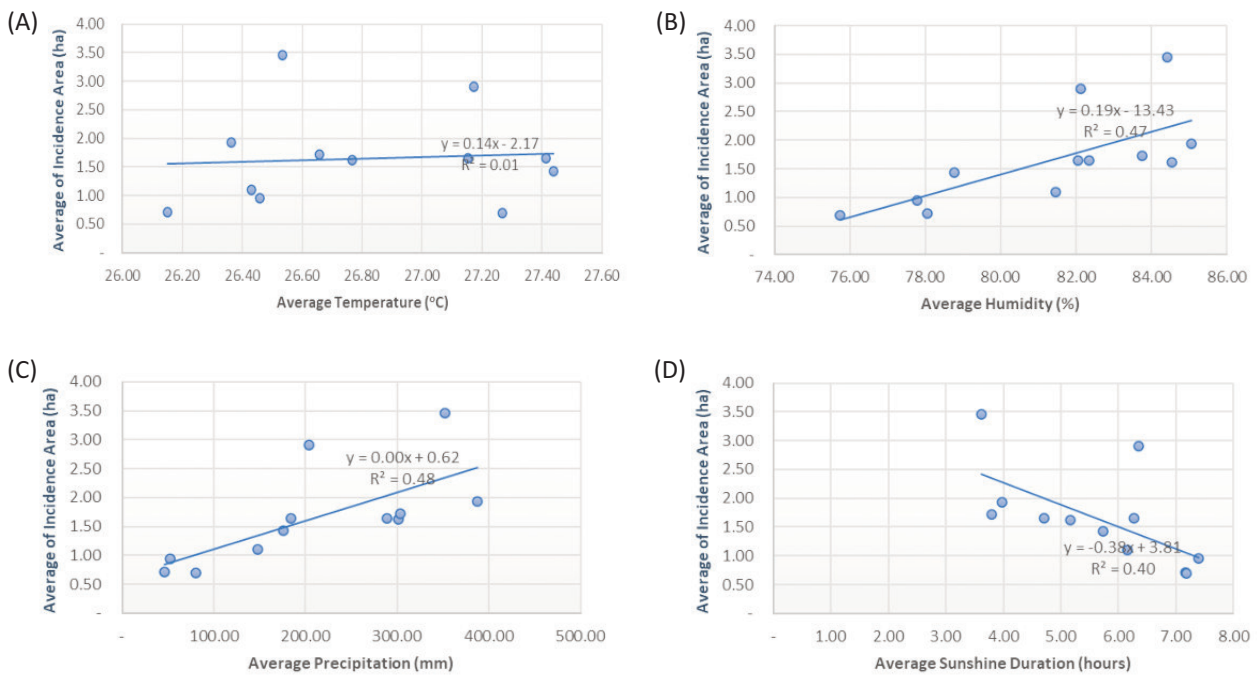 (A)
Average of Incidence Area (ha)
4.00
3.50
3.00
2.50
2.00
1.50
1.00
0.50
-
y = 0.14x - 2.17
R² = 0.01
26.00 26.20 26.40 26.60 26.80 27.00 27.20 27.40 27.60
Average Temperature (°C)
(B)
Average of Incidence Area (ha)
4.00
3.50
3.00
2.50
2.00
1.50
1.00
0.50
-
y = 0.19x - 13.43
R² = 0.47
74.00 76.00 78.00 80.00 82.00 84.00 86.00
Average Humidity (%)
(C)
Average of Incidence Area (ha)
4.00
3.50
3.00
2.50
2.00
1.50
1.00
0.50
-
y = 0.00x + 0.62
R² = 0.48
- 100.00 200.00 300.00 400.00 500.00
Average Precipitation (mm)
(D)
Average of Incidence Area (ha)
4.00
3.50
3.00
2.50
2.00
1.50
1.00
0.50
-
y = -0.38x + 3.81
R² = 0.40
- 1.00 2.00 3.00 4.00 5.00 6.00 7.00 8.00
Average Sunshine Duration (hours)